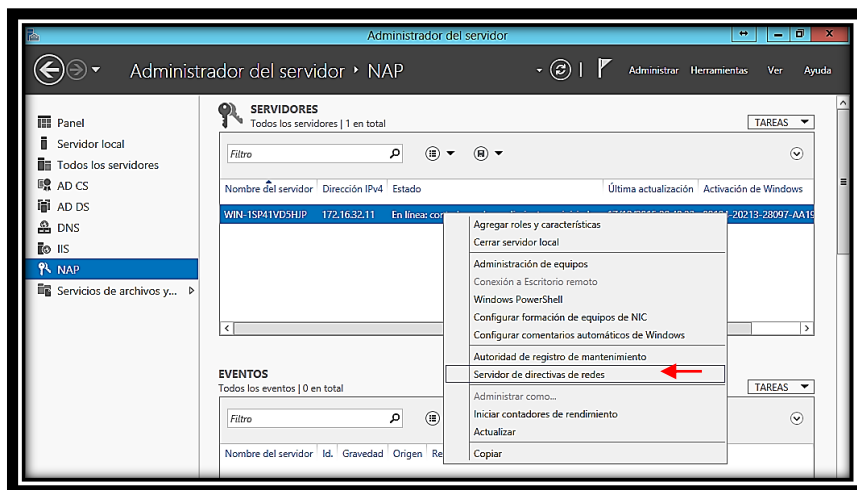 Administrador del servidor
Administrador del servidor • NAP
Administrar Herramientas Ver Ayuda
Panel
Servidor local
Todos los servidores
AD CS
AD DS
DNS
IIS
NAP
Servicios de archivos y...
SERVIDORES
Todos los servidores | 1 en total
TAREAS
Filtro
Nombre del servidor Dirección IPv4 Estado Última actualización Activación de Windows
WIN-1SP41VD5HJP 172.16.32.11 En línea:
Agregar roles y características
Cerrar servidor local
Administración de equipos
Conexión a Escritorio remoto
Windows PowerShell
Configurar formación de equipos de NIC
Configurar comentarios automáticos de Windows
Autoridad de registro de mantenimiento
Servidor de directivas de redes
Administrar como...
Iniciar contadores de rendimiento
Actualizar
Copiar
EVENTOS
Todos los eventos | 0 en total
TAREAS
Filtro
Nombre del servidor Id. Gravedad Origen Re